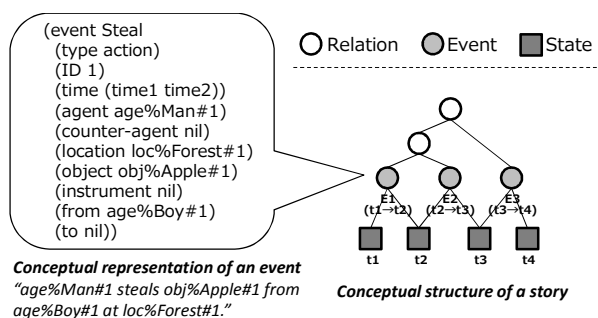 (event Steal
(type action)
(ID 1)
(time (time1 time2))
(agent age%Man#1)
(counter-agent nil)
(location loc%Forest#1)
(object obj%Apple#1)
(instrument nil)
(from age%Boy#1)
(to nil))
Conceptual representation of an event
“age%Man#1 steals obj%Apple#1 from
age%Boy#1 at loc%Forest#1.”
Relation Event State
E1 E2 E3
(t1→t2) (t2→t3) (t3→t4)
t1 t2 t3 t4
Conceptual structure of a story